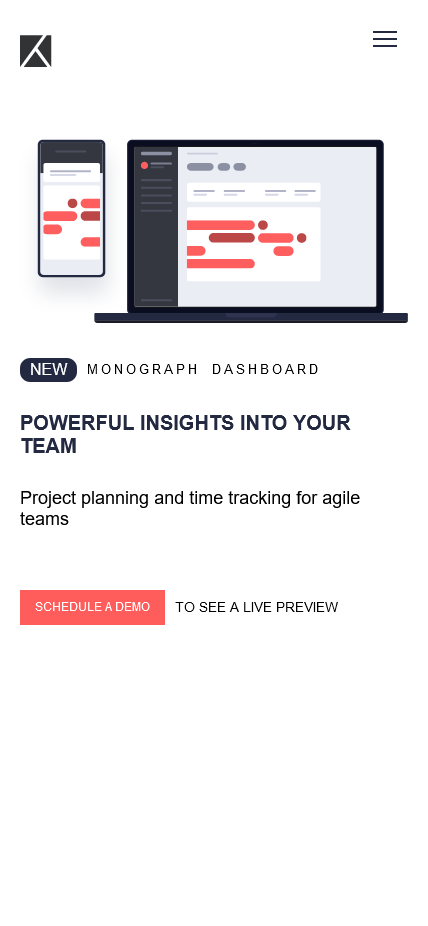 NEW MONOGRAPH DASHBOARD
POWERFUL INSIGHTS INTO YOUR
TEAM
Project planning and time tracking for agile
teams
SCHEDULE A DEMO TO SEE A LIVE PREVIEW